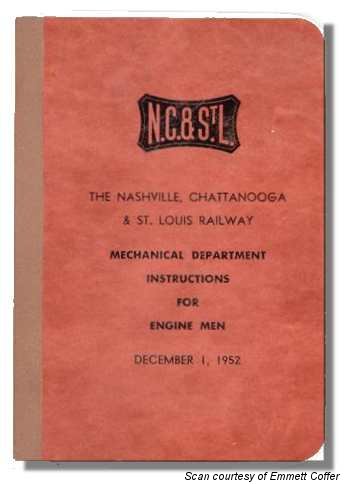 N.C.& ST.L.
THE NASHVILLE, CHATTANOOGA
& ST. LOUIS RAILWAY
MECHANICAL DEPARTMENT
INSTRUCTIONS
FOR
ENGINE MEN
DECEMBER 1, 1952
Scan courtesy of Emmett Coffer